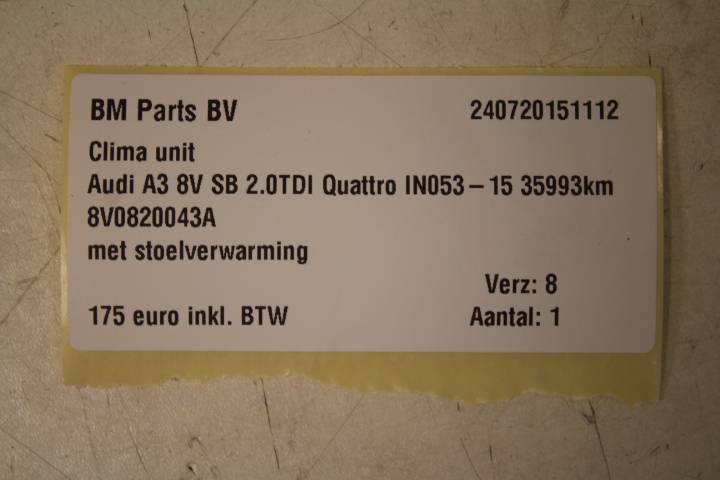 BM Parts BV 240720151112
Clima unit
Audi A3 8V SB 2.0TDI Quattro IN053 – 15 35993km
8V0820043A
met stoelverwarming
Verz: 8
175 euro inkl. BTW Aantal: 1